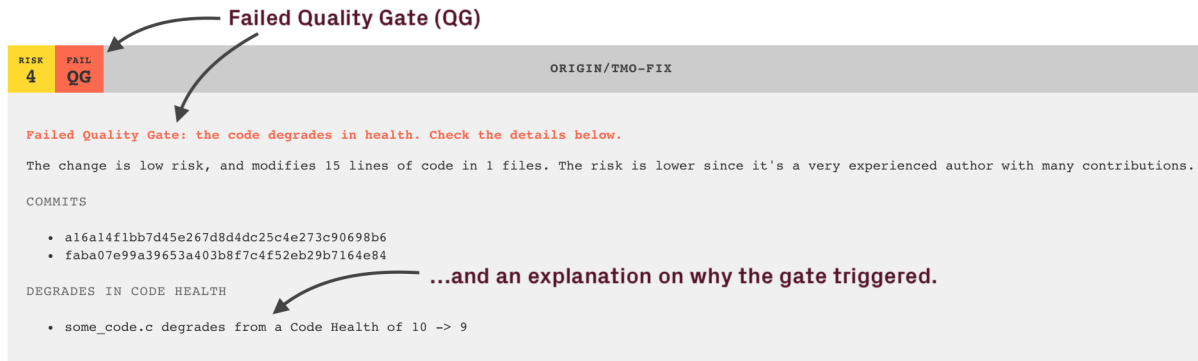 Failed Quality Gate (QG)
RISK
4
FAIL
QG
ORIGIN/TMO-FIX
Failed Quality Gate: the code degrades in health. Check the details below.
The change is low risk, and modifies 15 lines of code in 1 files. The risk is lower since it's a very experienced author with many contributions.
COMMITS
• a16a14f1bb7d45e267d8d4dc25c4e273c90698b6
• faba07e99a39653a403b8f7c4f52eb29b7164e84
...and an explanation on why the gate triggered.
DEGRADES IN CODE HEALTH
• some_code.c degrades from a Code Health of 10 -> 9